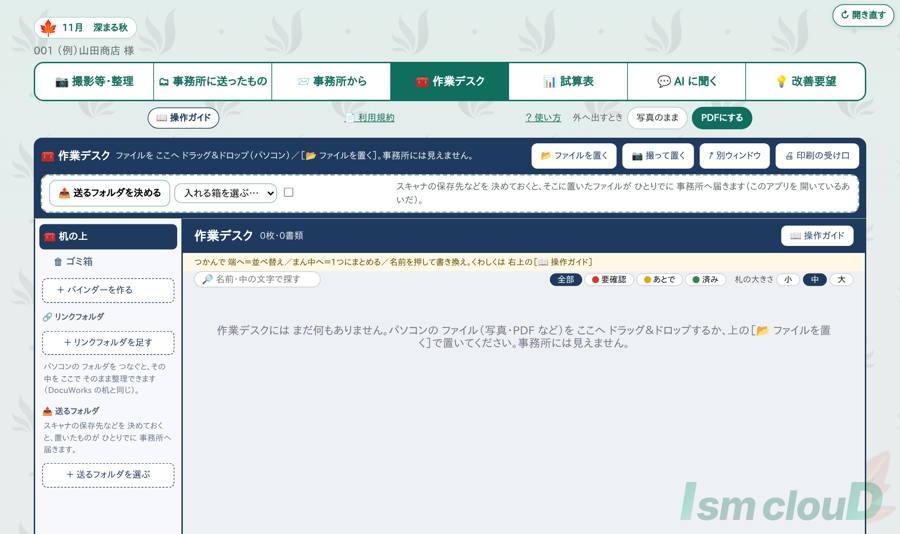 開き直す
11月 深まる秋
001 (例)山田商店 様
撮影等・整理
事務所に送ったもの
事務所から
作業デスク
試算表
AI に聞く
改善要望
操作ガイド
利用規約
? 使い方
外へ出すとき
写真のまま
PDFにする
作業デスク ファイルを ここへ ドラッグ&ドロップ(パソコン)/[📂 ファイルを置く]。事務所には見えません。
ファイルを置く
撮って置く
別ウィンドウ
印刷の受け口
送るフォルダを決める
入れる箱を選ぶ…
スキャナの保存先などを 決めておくと、そこに置いたファイルが ひとりでに 事務所へ届きます(このアプリを 開いているあ
いだ)。
机の上
ゴミ箱
+ バインダーを作る
リンクフォルダ
+ リンクフォルダを足す
パソコンの フォルダを つなぐと、その
中を ここで そのまま整理できます
(DocuWorks の机と同じ)。
送るフォルダ
スキャナの保存先などを 決めておく
と、置いたものが ひとりでに 事務所へ
届きます。
+ 送るフォルダを選ぶ
作業デスク 0枚・0書類
操作ガイド
つかんで 端へ=並べ替え/まん中へ=1つにまとめる/名前を押して書き換え。くわしくは 右上の[📖 操作ガイド]
名前・中の文字で探す
全部
要確認
あとで
済み
札の大きさ
小
中
大
作業デスクには まだ何もありません。パソコンの ファイル(写真・PDF など)を ここへ ドラッグ&ドロップするか、上の[📂 ファイルを置
く]で置いてください。事務所には見えません。
Ism clouD